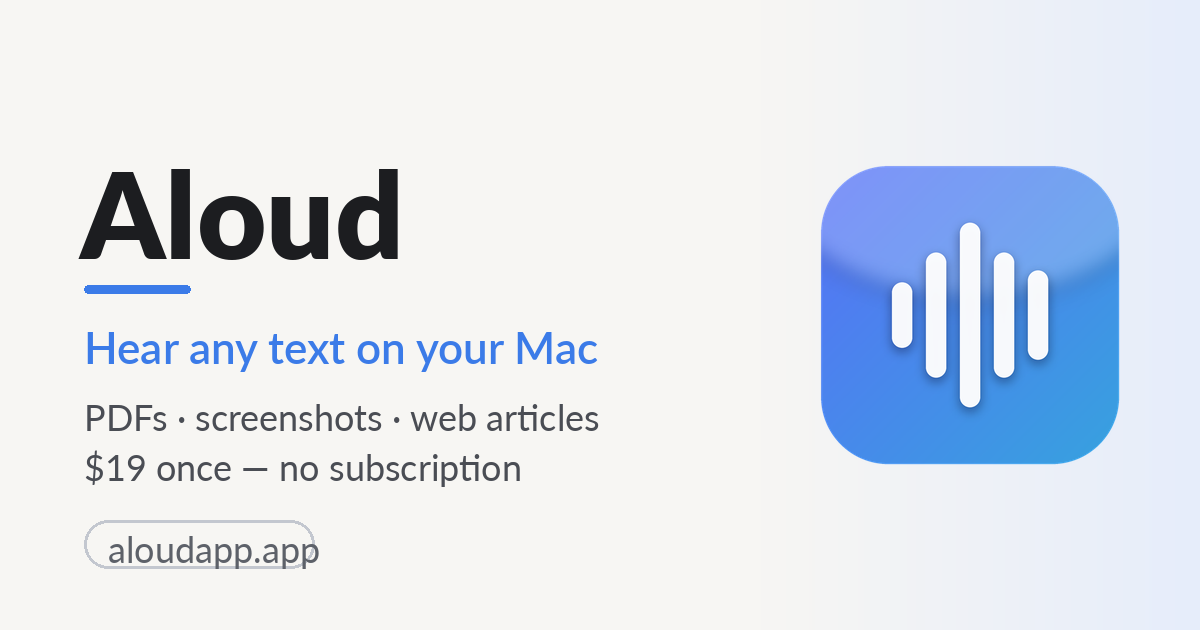 Aloud
Hear any text on your Mac
PDFs · screenshots · web articles
$19 once — no subscription
aloudapp.app